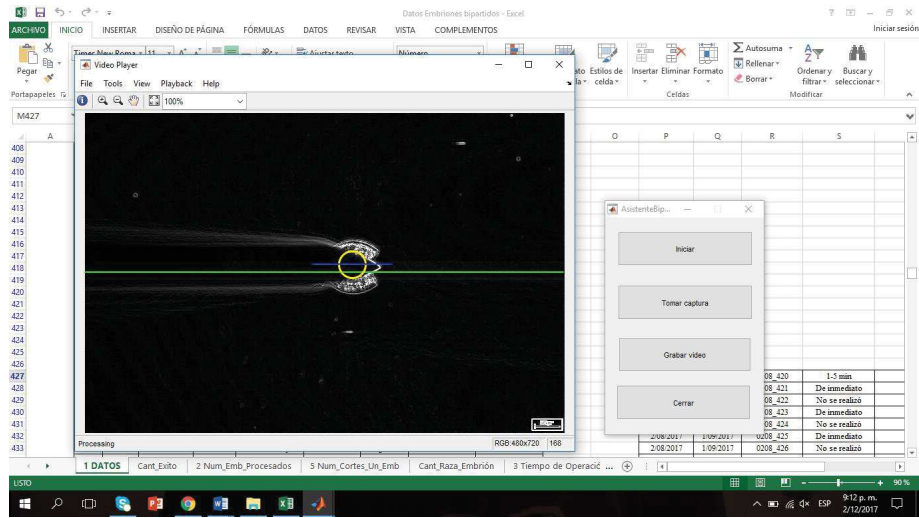 Datos Embriones bipartidos - Excel
ARCHIVO INICIO INSERTAR DISEÑO DE PÁGINA FÓRMULAS DATOS REVISAR VISTA COMPLEMENTOS
Iniciar sesión
Pegar
Portapapeles
Times New Roma 11
Ajustar texto
Número
Estilos de celda
Insertar Eliminar Formato
Celdas
Autosuma
Rellenar
Borrar
Ordenar y filtrar
Buscar y seleccionar
Modificar
M427
Video Player
File Tools View Playback Help
100%
Processing
RGB:480x720 168
AsistenteBip...
Iniciar
Tomar captura
Grabar video
Cerrar
A O P Q R S
408
409
410
411
412
413
414
415
416
417
418
419
420
421
422
423
424
425
426
427 08_420 1-5 min
428 08_421 De inmediato
429 08_422 No se realizó
430 08_423 De inmediato
431 08_424 No se realizó
432 2/08/2017 1/09/2017 0208_425 De inmediato
433 2/08/2017 1/09/2017 0208_426 No se realizó
1 DATOS Cant_Exito 2 Num_Emb_Procesados 5 Num_Cortes_Un_Emb Cant_Raza_Embrión 3 Tiempo de Operació ...
LISTO
90 %
ESP
9:12 p. m.
2/12/2017